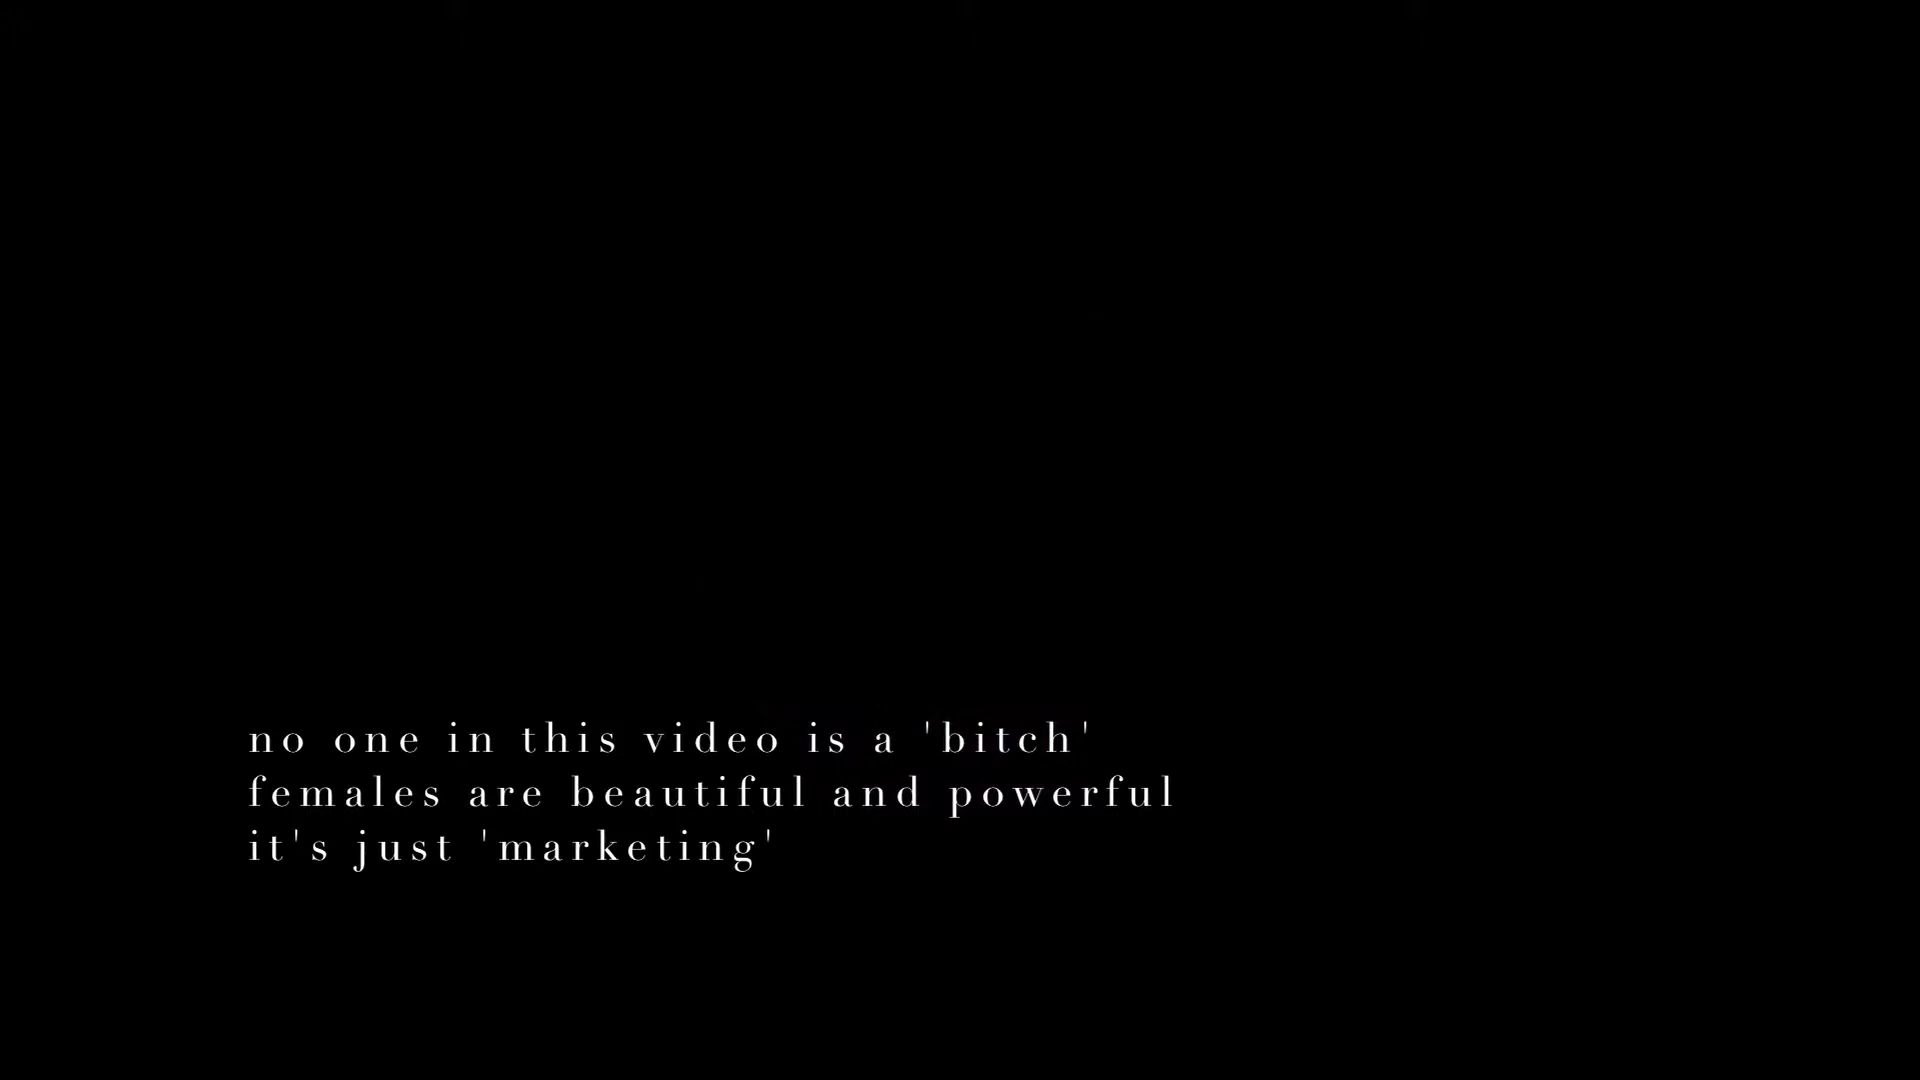 no one in this video is a 'bitch'
females are beautiful and powerful
it's just 'marketing'